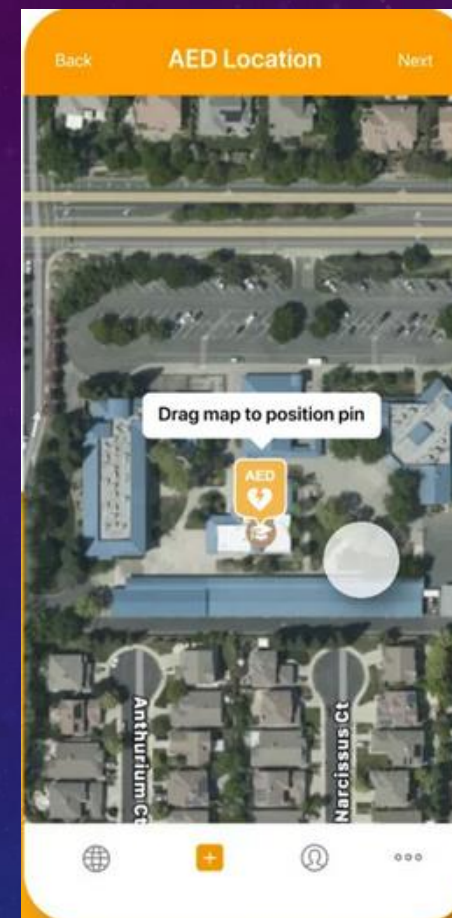 Back
AED Location
Next
Drag map to position pin
AED
Anthurium Ct
Narcissus Ct